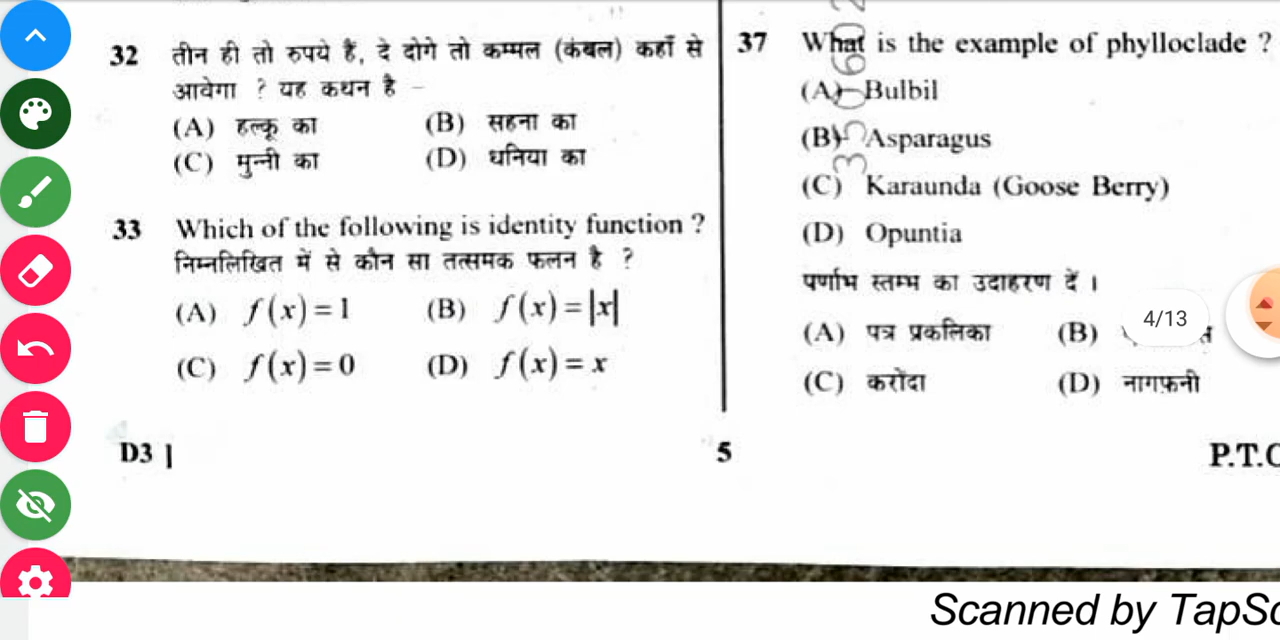 32 तीन ही तो रुपये हैं, दे दोगे तो कम्मल (कंबल) कहाँ से
आवेगा ? यह कथन है –
(A) हल्कू का (B) सहना का
(C) मुन्नी का (D) धनिया का
33 Which of the following is identity function ?
निम्नलिखित में से कौन सा तत्समक फलन है ?
(A) f(x) = 1 (B) f(x) = |x|
(C) f(x) = 0 (D) f(x) = x
D3 ]
37 What is the example of phylloclade ?
(A) Bulbil
(B) Asparagus
(C) Karaunda (Goose Berry)
(D) Opuntia
पर्णाभ स्तम्भ का उदाहरण दें ।
(A) पत्र प्रकलिका (B)
(C) करोंदा (D) नागफ़नी
4/13
5
P.T.O
Scanned by TapSc